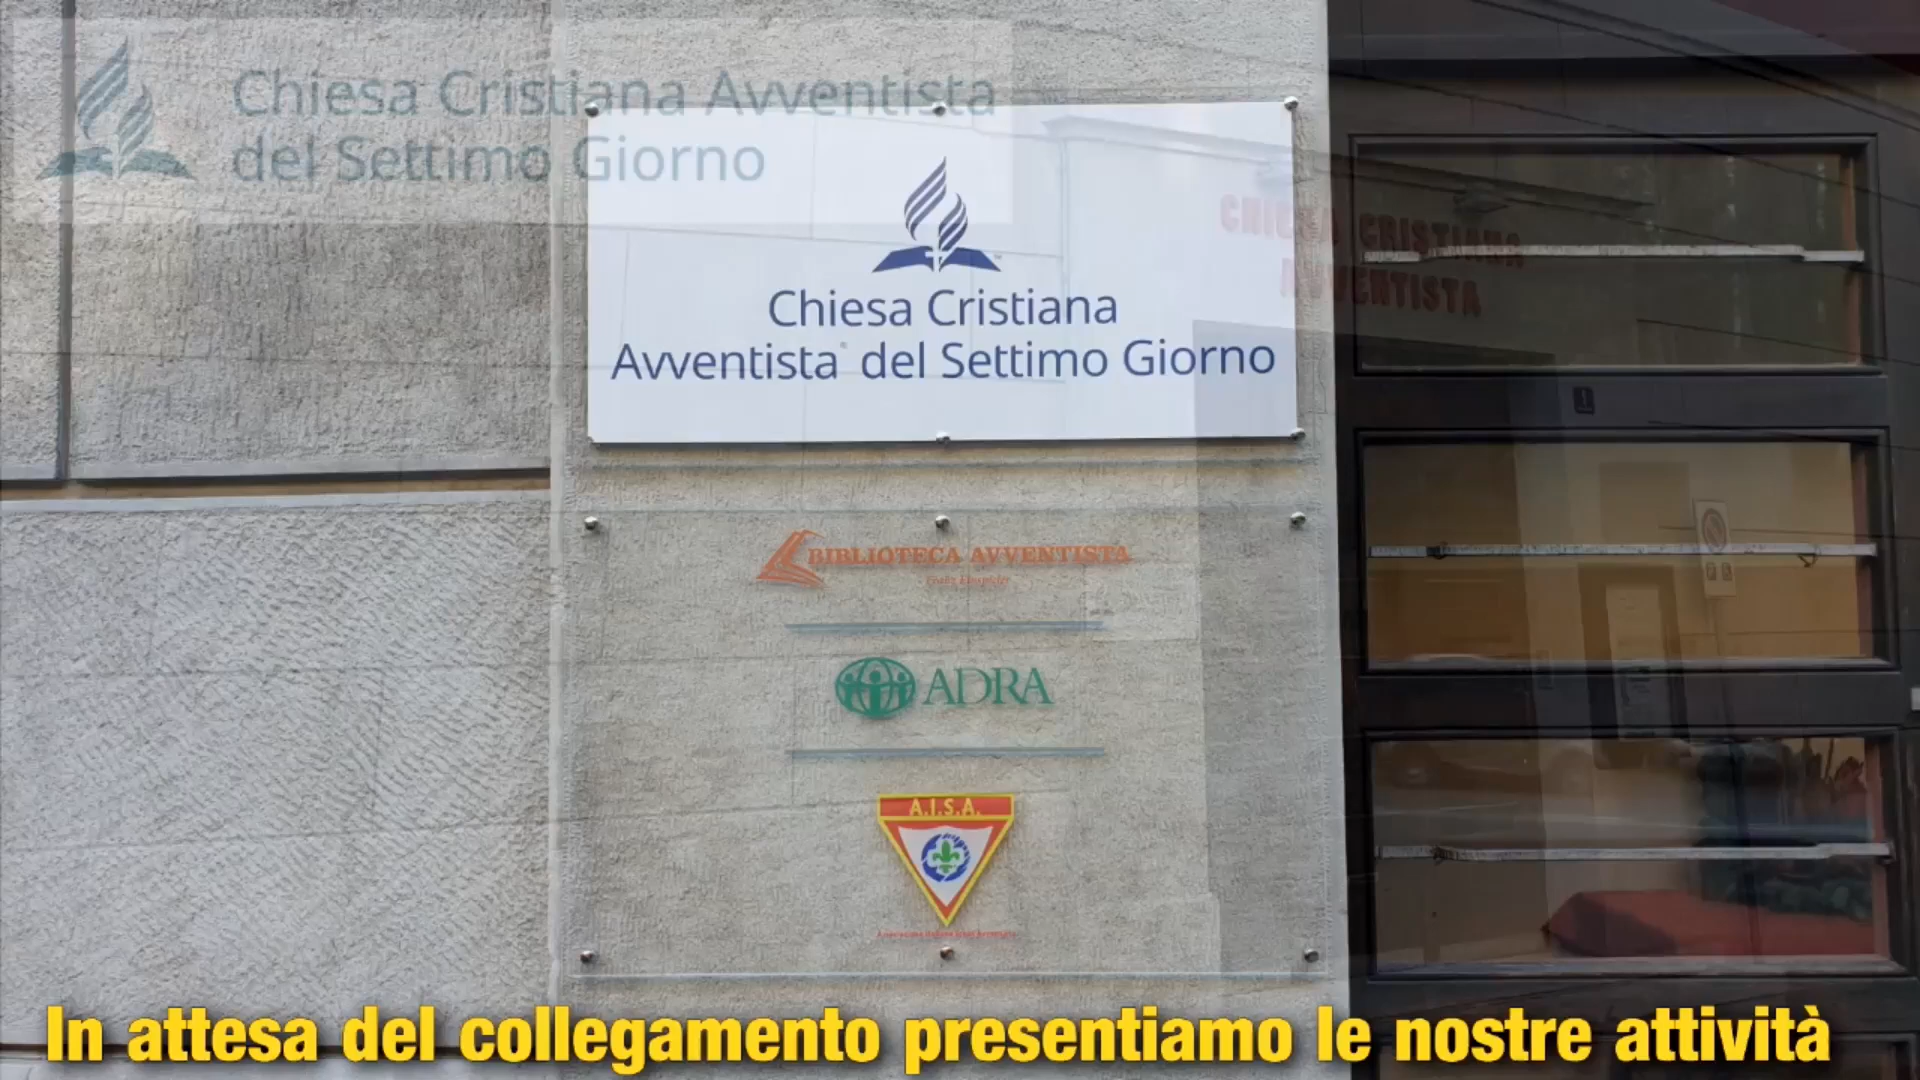 Chiesa Cristiana Avventista
del Settimo Giorno
Chiesa Cristiana
Avventista del Settimo Giorno
CHIESA CRISTIANA
AVVENTISTA
BIBLIOTECA AVVENTISTA
ADRA
A.I.S.A.
In attesa del collegamento presentiamo le nostre attività